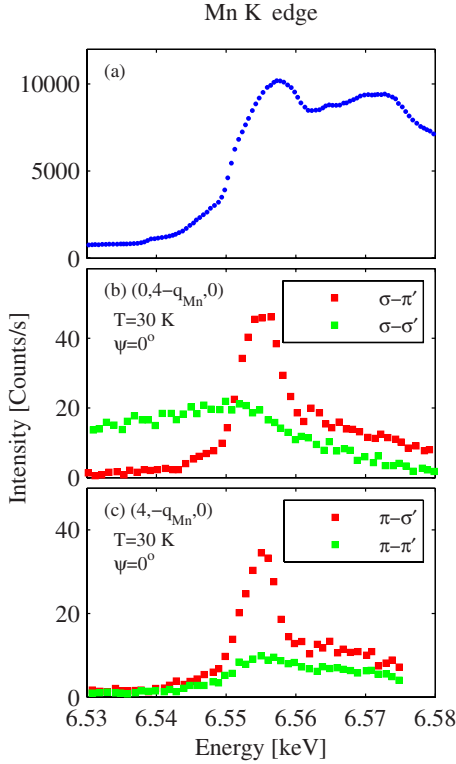 Mn K edge
(a)
10000
5000
0
(b) (0,4−q_Mn,0)
T=30 K
ψ=0°
σ−π′
σ−σ′
40
20
0
Intensity [Counts/s]
(c) (4,−q_Mn,0)
T=30 K
ψ=0°
π−σ′
π−π′
40
20
0
6.53 6.54 6.55 6.56 6.57 6.58
Energy [keV]